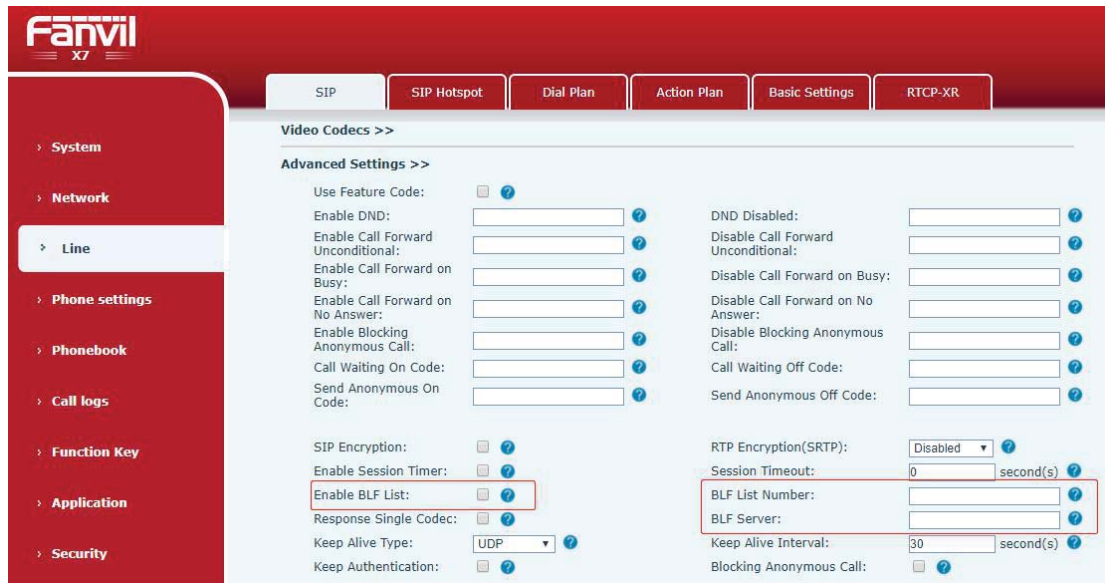 Fanvil
X7
SIP
SIP Hotspot
Dial Plan
Action Plan
Basic Settings
RTCP-XR
› System
› Network
› Line
› Phone settings
› Phonebook
› Call logs
› Function Key
› Application
› Security
Video Codecs >>
Advanced Settings >>
Use Feature Code:
Enable DND:
DND Disabled:
Enable Call Forward
Unconditional:
Disable Call Forward
Unconditional:
Enable Call Forward on
Busy:
Disable Call Forward on Busy:
Enable Call Forward on
No Answer:
Disable Call Forward on No
Answer:
Enable Blocking
Anonymous Call:
Disable Blocking Anonymous
Call:
Call Waiting On Code:
Call Waiting Off Code:
Send Anonymous On
Code:
Send Anonymous Off Code:
SIP Encryption:
RTP Encryption(SRTP): Disabled
Enable Session Timer:
Session Timeout: 0 second(s)
Enable BLF List:
BLF List Number:
Response Single Codec:
BLF Server:
Keep Alive Type: UDP
Keep Alive Interval: 30 second(s)
Keep Authentication:
Blocking Anonymous Call: